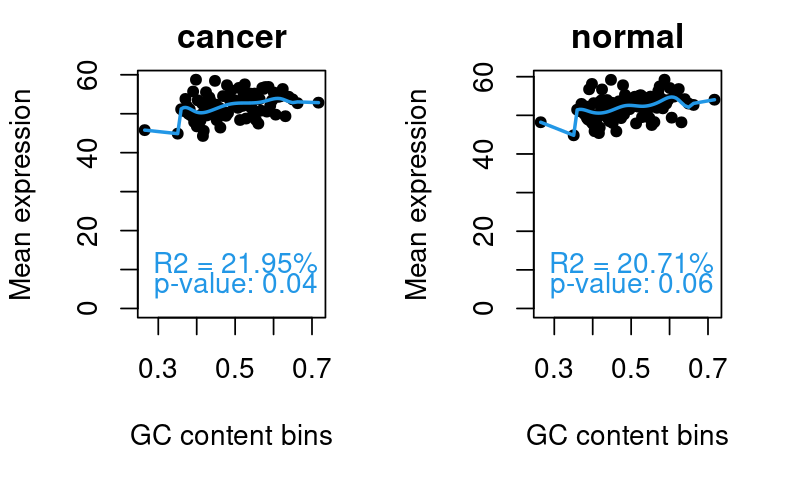 cancer
Mean expression
60
40
20
0
R2 = 21.95%
p-value: 0.04
0.3 0.5 0.7
GC content bins
normal
Mean expression
60
40
20
0
R2 = 20.71%
p-value: 0.06
0.3 0.5 0.7
GC content bins